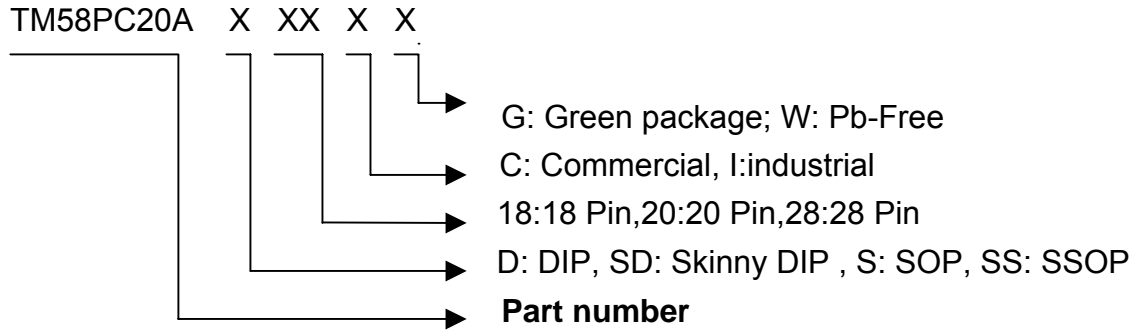 TM58PC20A X XX X X
G: Green package; W: Pb-Free
C: Commercial, I:industrial
18:18 Pin,20:20 Pin,28:28 Pin
D: DIP, SD: Skinny DIP , S: SOP, SS: SSOP
Part number